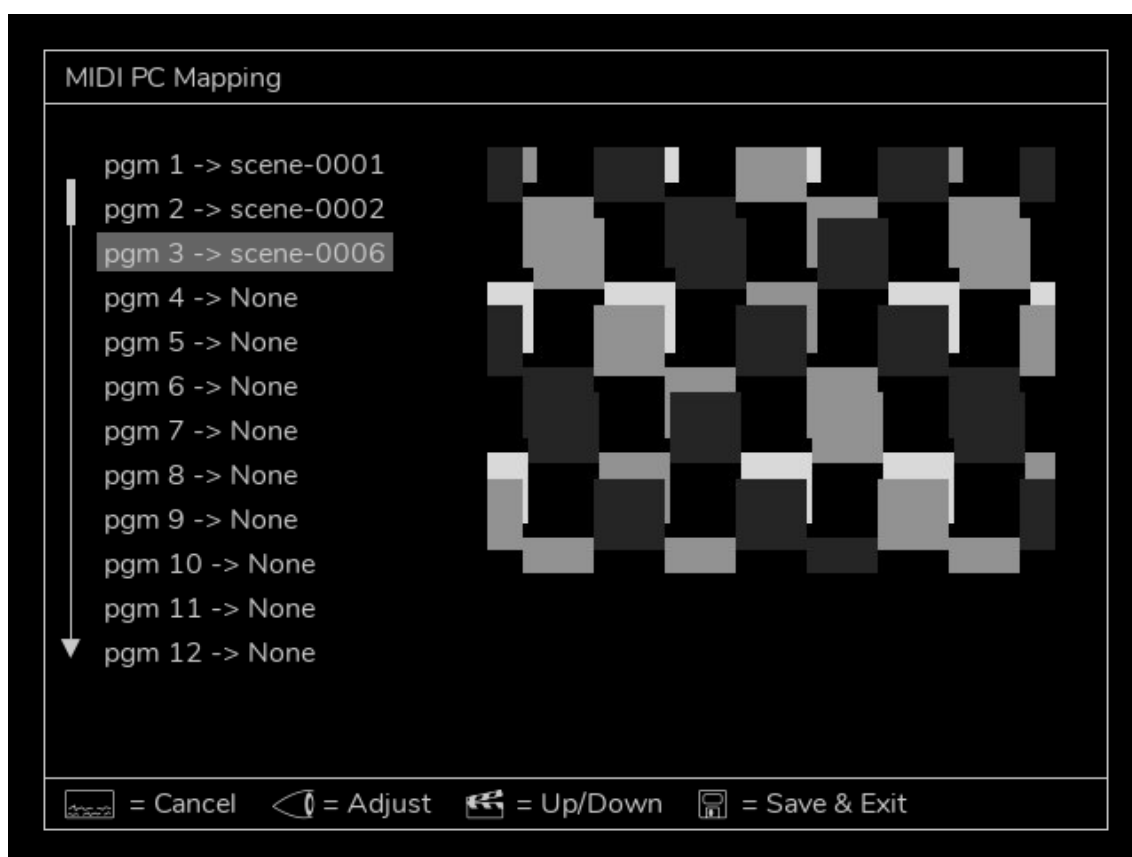 MIDI PC Mapping
pgm 1 -> scene-0001
pgm 2 -> scene-0002
pgm 3 -> scene-0006
pgm 4 -> None
pgm 5 -> None
pgm 6 -> None
pgm 7 -> None
pgm 8 -> None
pgm 9 -> None
pgm 10 -> None
pgm 11 -> None
pgm 12 -> None
= Cancel = Adjust = Up/Down = Save & Exit